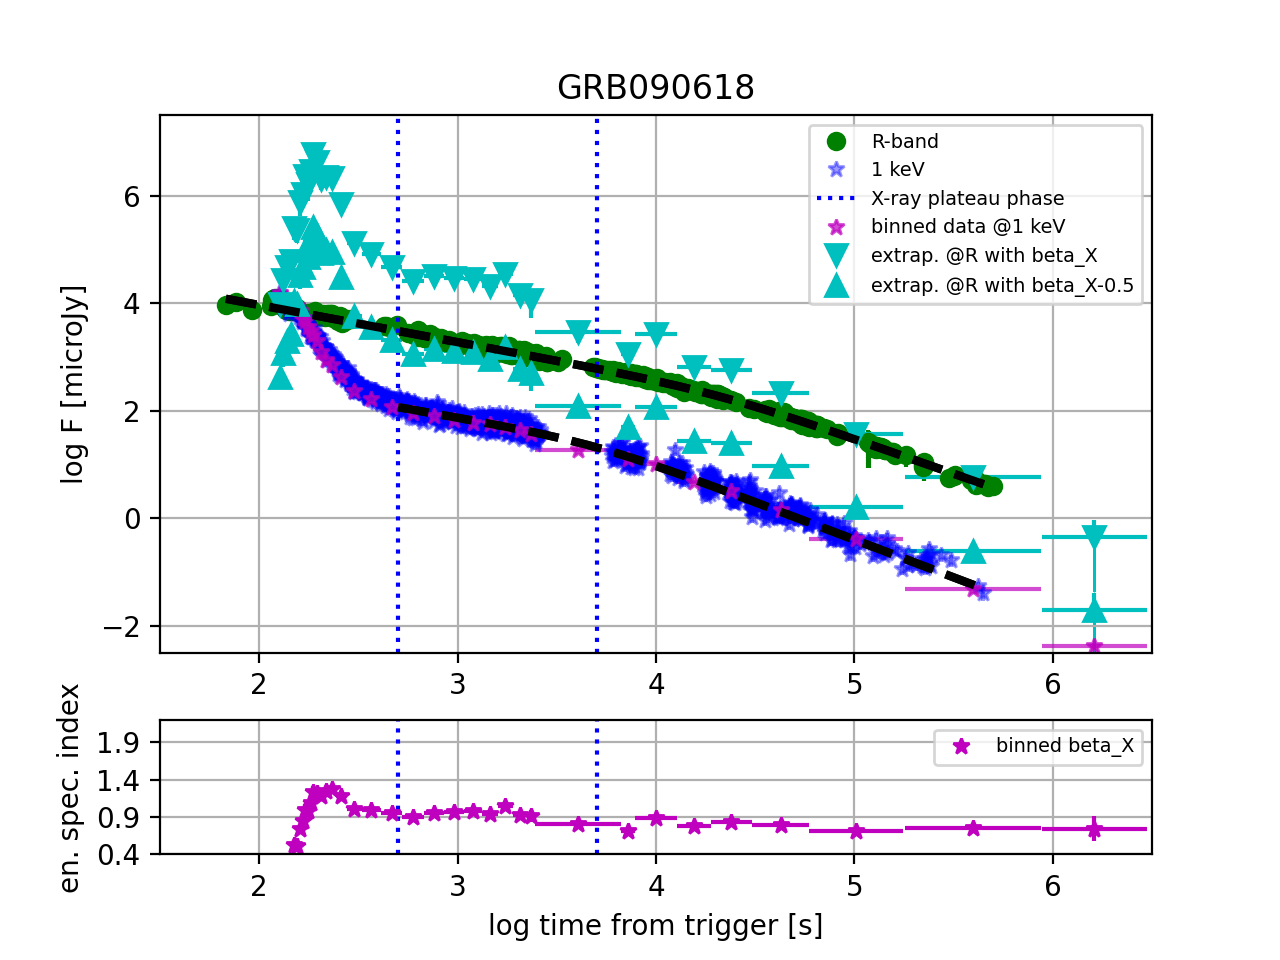 GRB090618
log F [microJy]
6
4
2
0
−2
R-band
1 keV
X-ray plateau phase
binned data @1 keV
extrap. @R with beta_X
extrap. @R with beta_X-0.5
2 3 4 5 6
en. spec. index
1.9
1.4
0.9
0.4
binned beta_X
2 3 4 5 6
log time from trigger [s]